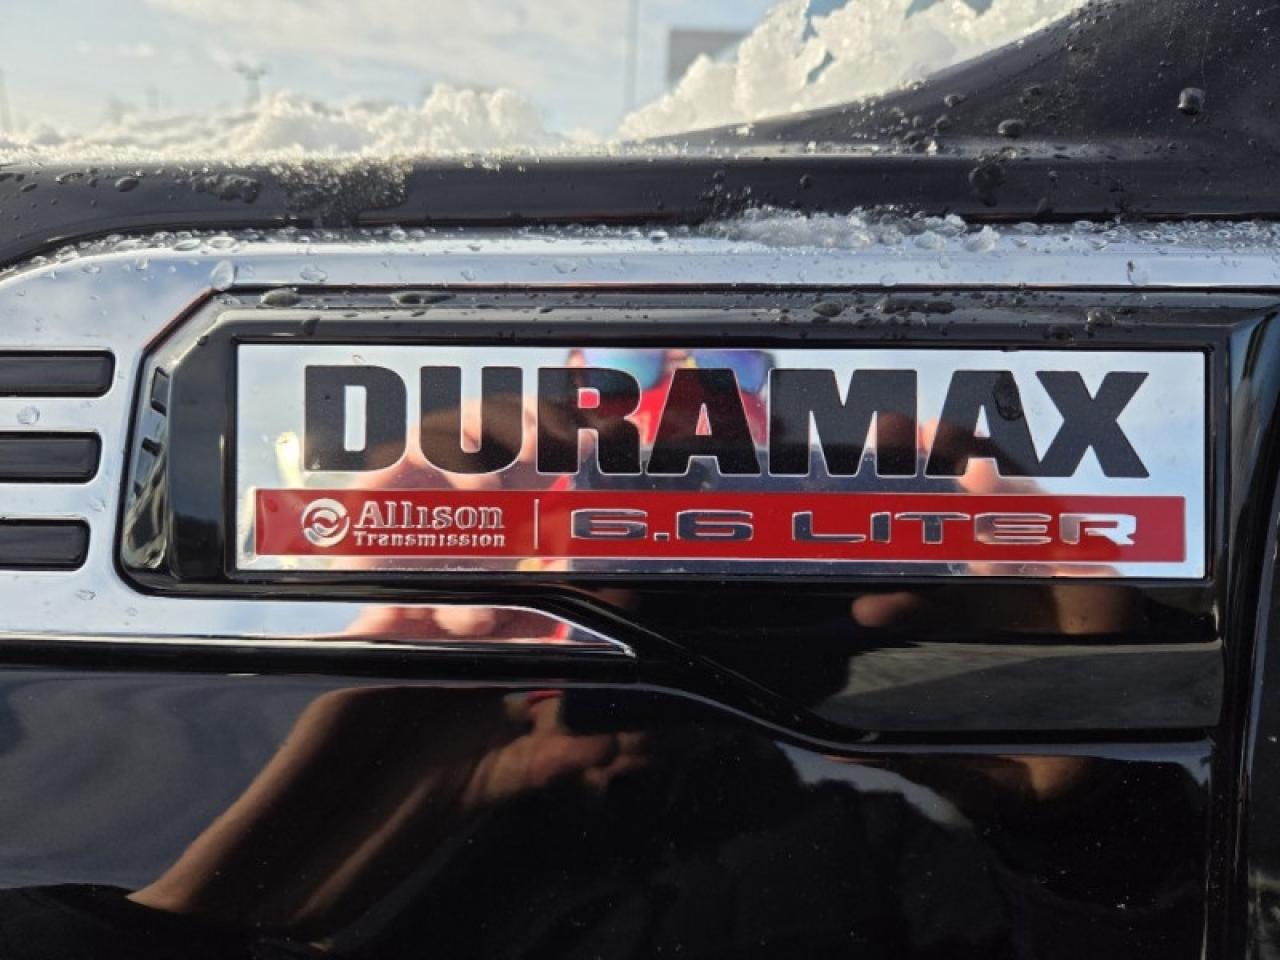 DURAMAX
Allison 6.6 LITER
Transmission